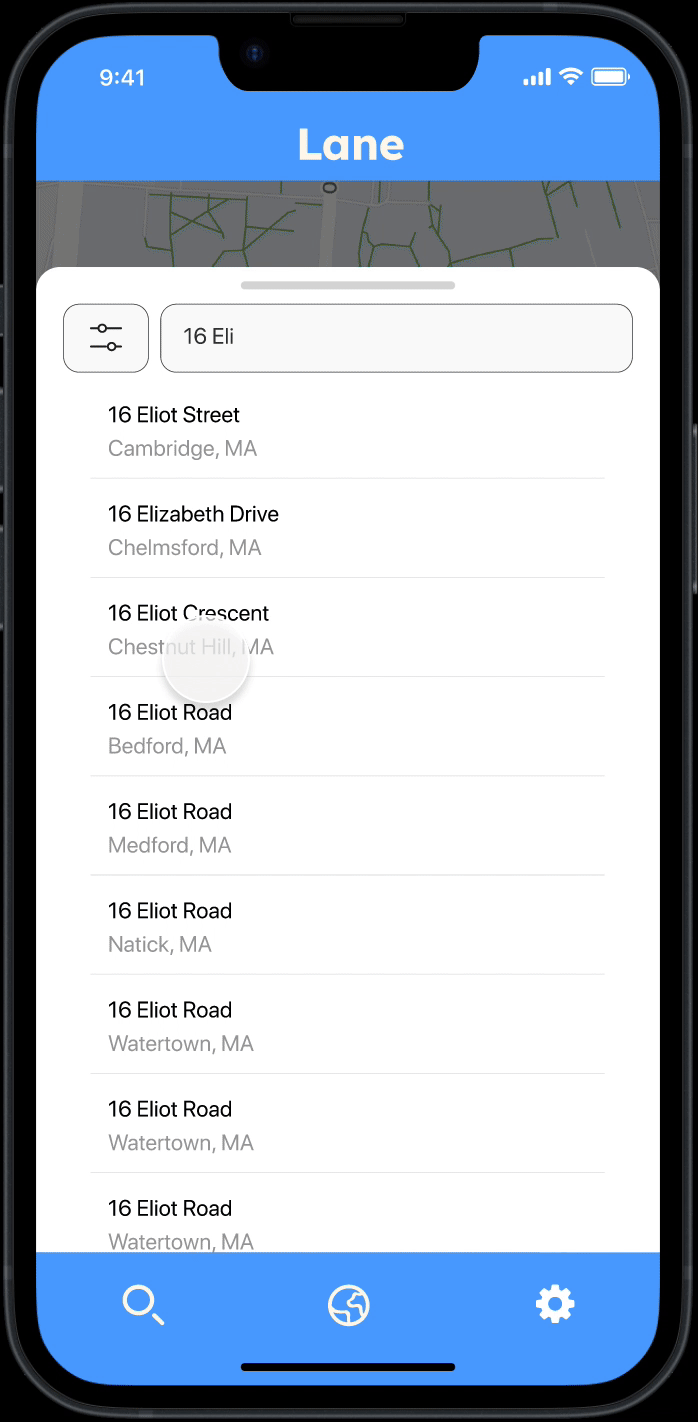 9:41
Lane
16 Eli
16 Eliot Street
Cambridge, MA
16 Elizabeth Drive
Chelmsford, MA
16 Eliot Crescent
Chestnut Hill, MA
16 Eliot Road
Bedford, MA
16 Eliot Road
Medford, MA
16 Eliot Road
Natick, MA
16 Eliot Road
Watertown, MA
16 Eliot Road
Watertown, MA
16 Eliot Road
Watertown, MA